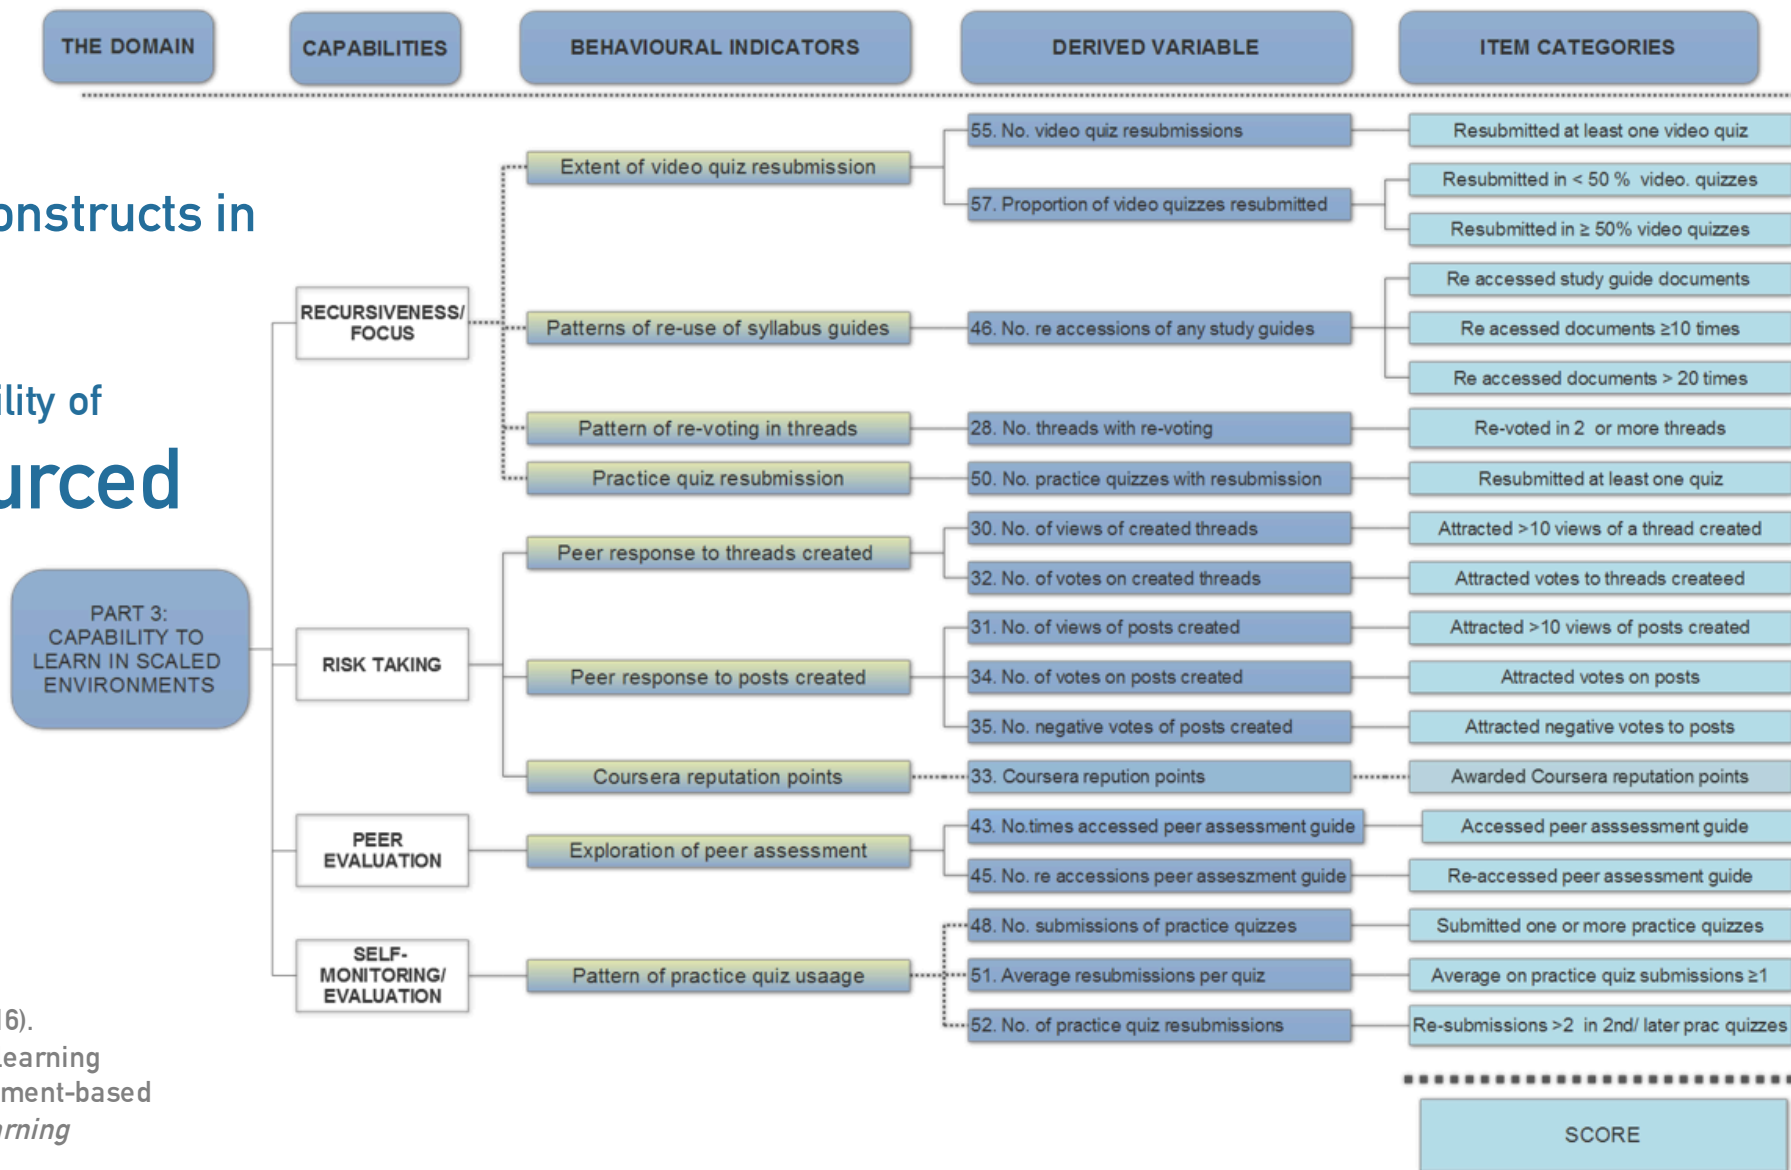 THE DOMAIN
CAPABILITIES
BEHAVIOURAL INDICATORS
DERIVED VARIABLE
ITEM CATEGORIES
onstructs in
ility of
urced
16).
Learning
ment-based
arning
PART 3:
CAPABILITY TO
LEARN IN SCALED
ENVIRONMENTS
RECURSIVENESS/
FOCUS
Extent of video quiz resubmission
55. No. video quiz resubmissions
Resubmitted at least one video quiz
57. Proportion of video quizzes resubmitted
Resubmitted in < 50 % video. quizzes
Resubmitted in ≥ 50% video quizzes
Patterns of re-use of syllabus guides
46. No. re accessions of any study guides
Re accessed study guide documents
Re acessed documents ≥10 times
Re accessed documents > 20 times
Pattern of re-voting in threads
28. No. threads with re-voting
Re-voted in 2 or more threads
Practice quiz resubmission
50. No. practice quizzes with resubmission
Resubmitted at least one quiz
RISK TAKING
Peer response to threads created
30. No. of views of created threads
Attracted >10 views of a thread created
32. No. of votes on created threads
Attracted votes to threads createed
Peer response to posts created
31. No. of views of posts created
Attracted >10 views of posts created
34. No. of votes on posts created
Attracted votes on posts
35. No. negative votes of posts created
Attracted negative votes to posts
Coursera reputation points
33. Coursera repution points
Awarded Coursera reputation points
PEER
EVALUATION
Exploration of peer assessment
43. No.times accessed peer assessment guide
Accessed peer asssessment guide
45. No. re accessions peer asseszment guide
Re-accessed peer assessment guide
SELF-
MONITORING/
EVALUATION
Pattern of practice quiz usaage
48. No. submissions of practice quizzes
Submitted one or more practice quizzes
51. Average resubmissions per quiz
Average on practice quiz submissions ≥1
52. No. of practice quiz resubmissions
Re-submissions >2 in 2nd/ later prac quizzes
SCORE